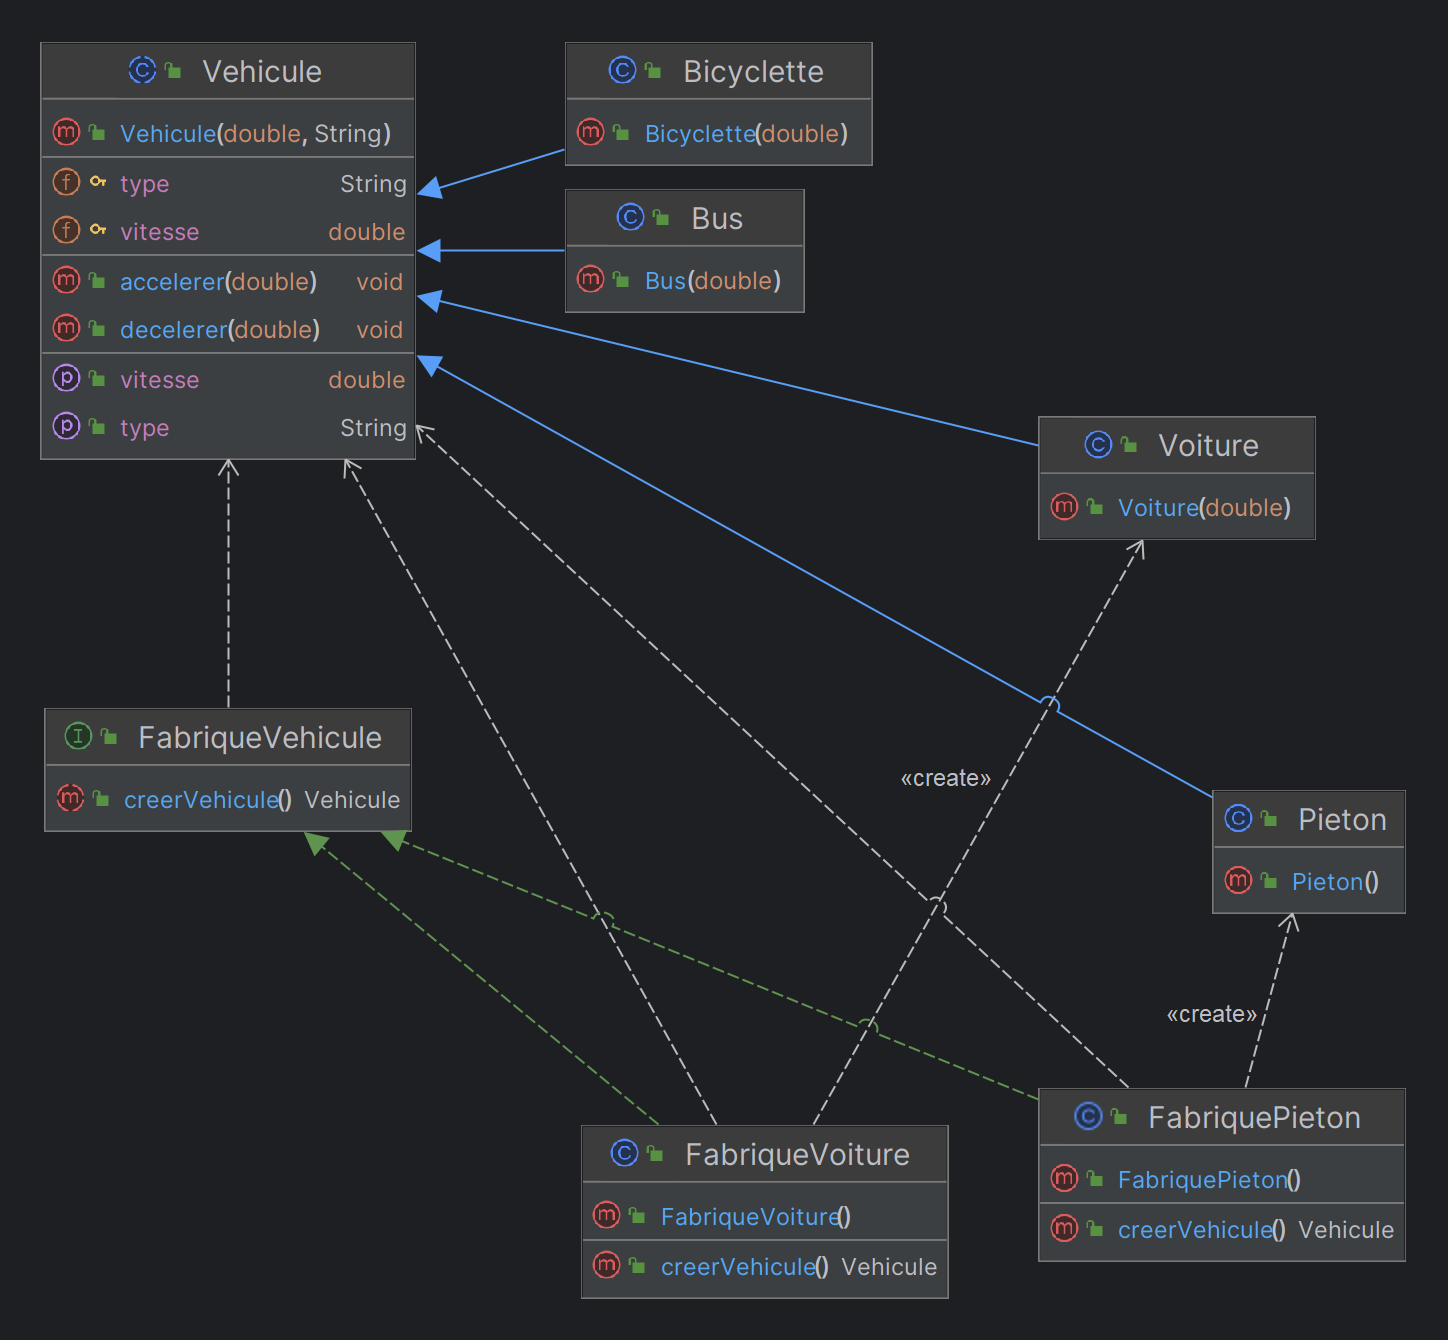 Vehicule
Vehicule(double, String)
type String
vitesse double
accelerer(double) void
decelerer(double) void
vitesse double
type String
Bicyclette
Bicyclette(double)
Bus
Bus(double)
Voiture
Voiture(double)
FabriqueVehicule
creerVehicule() Vehicule
«create»
Pieton
Pieton()
«create»
FabriqueVoiture
FabriqueVoiture()
creerVehicule() Vehicule
FabriquePieton
FabriquePieton()
creerVehicule() Vehicule